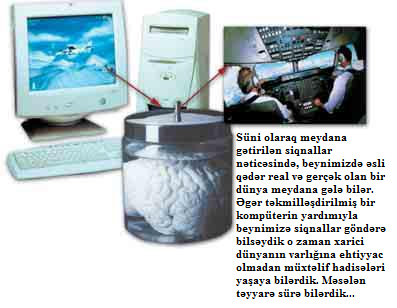 Süni olaraq meydana
gətirilən siqnallar
nəticəsində, beynimizdə əsli
qədər real və gerçək olan bir
dünya meydana gələ bilər.
Əgər təkmilləşdirilmiş bir
kompüterin yardımıyla
beynimizə siqnallar göndərə
bilsəydik o zaman xarici
dünyanın varlığına ehtiyyac
olmadan müxtəlif hadisələri
yaşaya bilərdik. Məsələn
təyyarə sürə bilərdik...